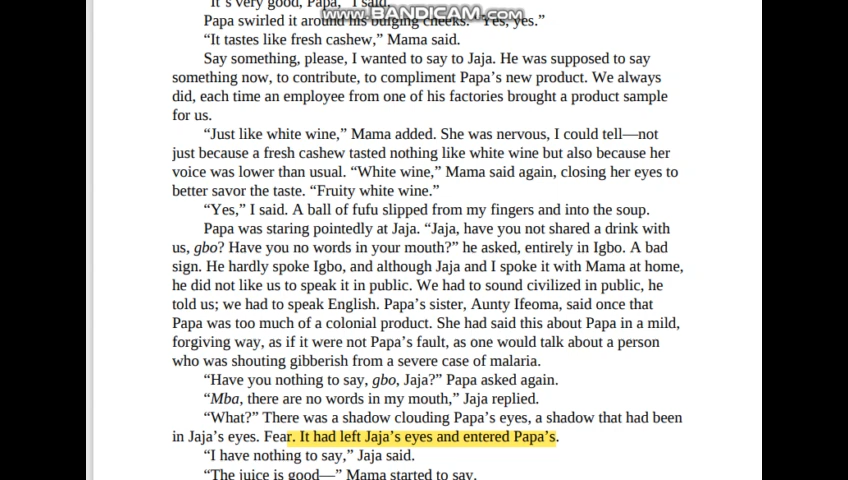 "It's very good, Papa," I said.
www.BANDICAM.com
Papa swirled it around his bulging cheeks. "Yes, yes."
"It tastes like fresh cashew," Mama said.
Say something, please, I wanted to say to Jaja. He was supposed to say
something now, to contribute, to compliment Papa's new product. We always
did, each time an employee from one of his factories brought a product sample
for us.
"Just like white wine," Mama added. She was nervous, I could tell—not
just because a fresh cashew tasted nothing like white wine but also because her
voice was lower than usual. "White wine," Mama said again, closing her eyes to
better savor the taste. "Fruity white wine."
"Yes," I said. A ball of fufu slipped from my fingers and into the soup.
Papa was staring pointedly at Jaja. "Jaja, have you not shared a drink with
us, gbo? Have you no words in your mouth?" he asked, entirely in Igbo. A bad
sign. He hardly spoke Igbo, and although Jaja and I spoke it with Mama at home,
he did not like us to speak it in public. We had to sound civilized in public, he
told us; we had to speak English. Papa's sister, Aunty Ifeoma, said once that
Papa was too much of a colonial product. She had said this about Papa in a mild,
forgiving way, as if it were not Papa's fault, as one would talk about a person
who was shouting gibberish from a severe case of malaria.
"Have you nothing to say, gbo, Jaja?" Papa asked again.
"Mba, there are no words in my mouth," Jaja replied.
"What?" There was a shadow clouding Papa's eyes, a shadow that had been
in Jaja's eyes. Fear. It had left Jaja's eyes and entered Papa's.
"I have nothing to say," Jaja said.
"The juice is good—" Mama started to say.